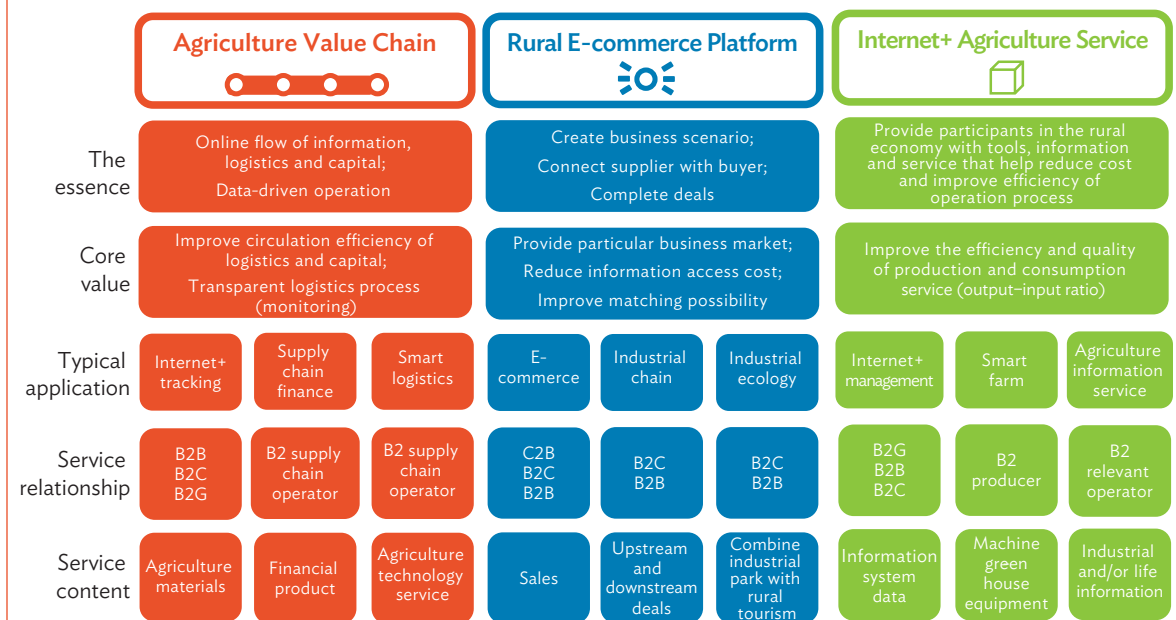 Agriculture Value Chain
Rural E-commerce Platform
Internet+ Agriculture Service
The
essence
Online flow of information,
logistics and capital;
Data-driven operation
Create business scenario;
Connect supplier with buyer;
Complete deals
Provide participants in the rural
economy with tools, information
and service that help reduce cost
and improve efficiency of
operation process
Core
value
Improve circulation efficiency of
logistics and capital;
Transparent logistics process
(monitoring)
Provide particular business market;
Reduce information access cost;
Improve matching possibility
Improve the efficiency and quality
of production and consumption
service (output–input ratio)
Typical
application
Internet+
tracking
Supply
chain
finance
Smart
logistics
E-
commerce
Industrial
chain
Industrial
ecology
Internet+
management
Smart
farm
Agriculture
information
service
Service
relationship
B2B
B2C
B2G
B2 supply
chain
operator
B2 supply
chain
operator
C2B
B2C
B2B
B2C
B2B
B2C
B2B
B2G
B2B
B2C
B2
producer
B2
relevant
operator
Service
content
Agriculture
materials
Financial
product
Agriculture
technology
service
Sales
Upstream
and
downstream
deals
Combine
industrial
park with
rural
tourism
Information
system
data
Machine
green
house
equipment
Industrial
and/or life
information